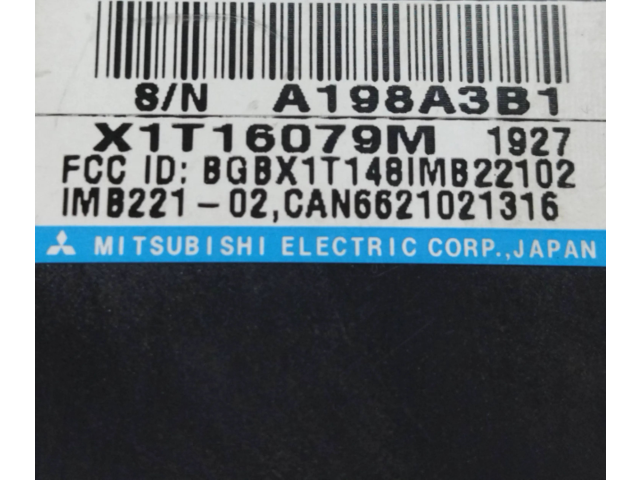 S/N A198A3B1
X1T16079M 1927
FCC ID: BGBX1T148IMB22102
IMB221-02,CAN6621021316
MITSUBISHI ELECTRIC CORP.,JAPAN